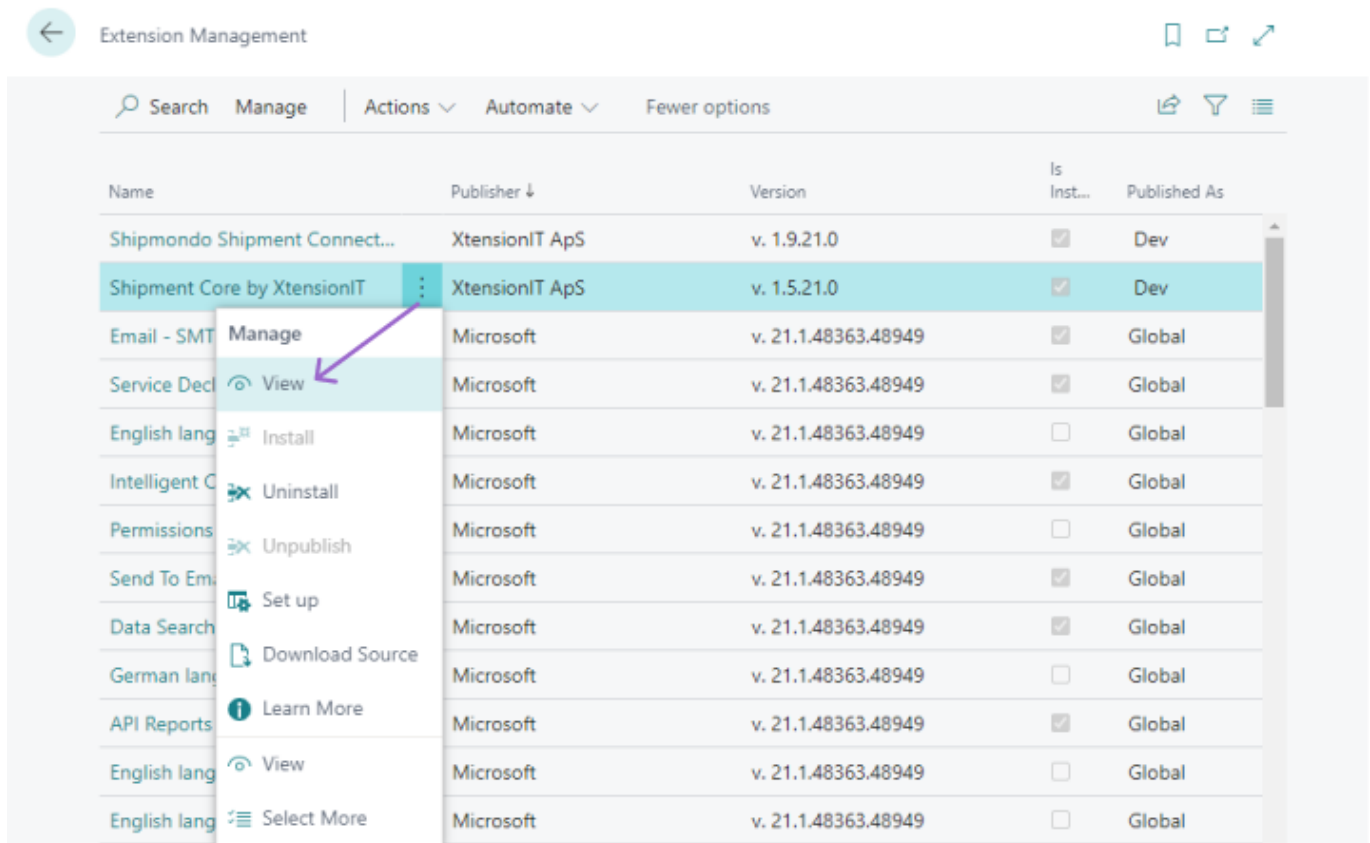 Extension Management
Search Manage Actions Automate Fewer options
Name Publisher ↓ Version Is Inst... Published As
Shipmondo Shipment Connect... XtensionIT ApS v. 1.9.21.0 Dev
Shipment Core by XtensionIT XtensionIT ApS v. 1.5.21.0 Dev
Email - SMT Microsoft v. 21.1.48363.48949 Global
Service Decl Microsoft v. 21.1.48363.48949 Global
English lang Microsoft v. 21.1.48363.48949 Global
Intelligent C Microsoft v. 21.1.48363.48949 Global
Permissions Microsoft v. 21.1.48363.48949 Global
Send To Ema Microsoft v. 21.1.48363.48949 Global
Data Search Microsoft v. 21.1.48363.48949 Global
German lang Microsoft v. 21.1.48363.48949 Global
API Reports Microsoft v. 21.1.48363.48949 Global
English lang Microsoft v. 21.1.48363.48949 Global
English lang Microsoft v. 21.1.48363.48949 Global
Manage
View
Install
Uninstall
Unpublish
Set up
Download Source
Learn More
View
Select More